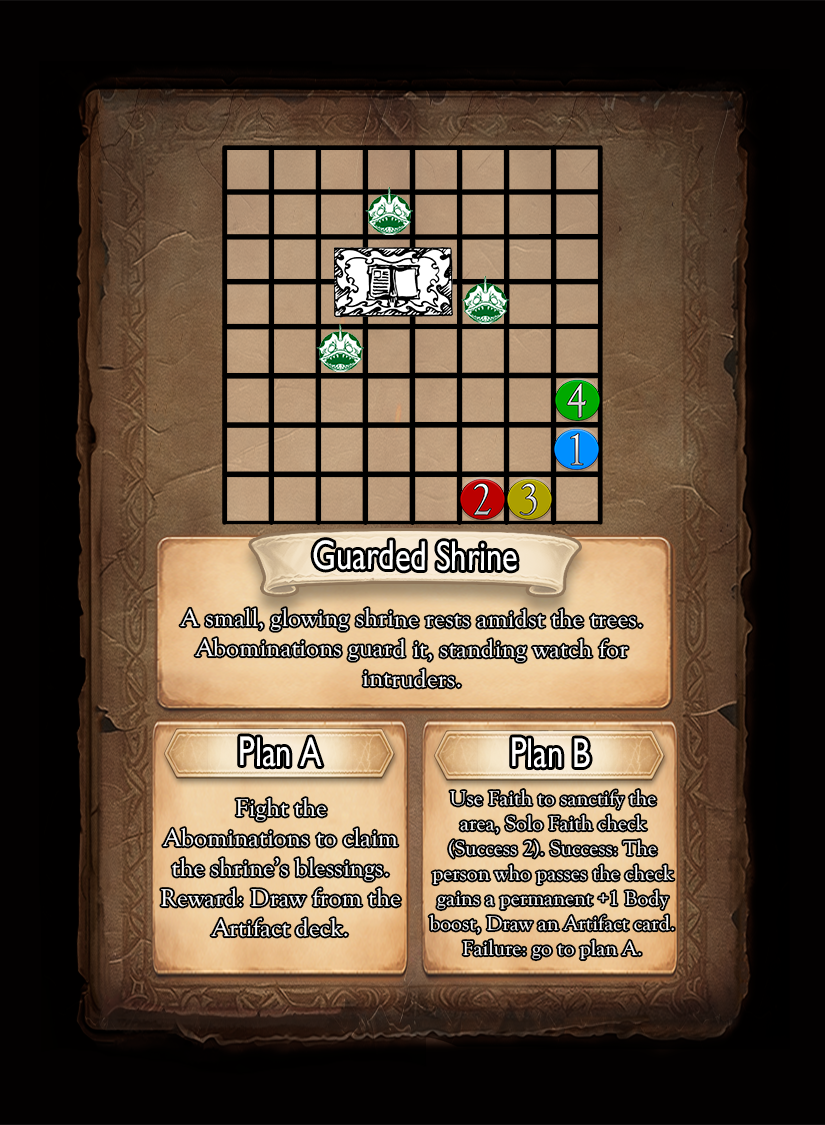 4
1
2 3
Guarded Shrine
A small, glowing shrine rests amidst the trees.
Abominations guard it, standing watch for
intruders.
Plan A
Fight the
Abominations to claim
the shrine's blessings.
Reward: Draw from the
Artifact deck.
Plan B
Use Faith to sanctify the
area, Solo Faith check
(Success 2). Success: The
person who passes the check
gains a permanent +1 Body
boost, Draw an Artifact card.
Failure: go to plan A.